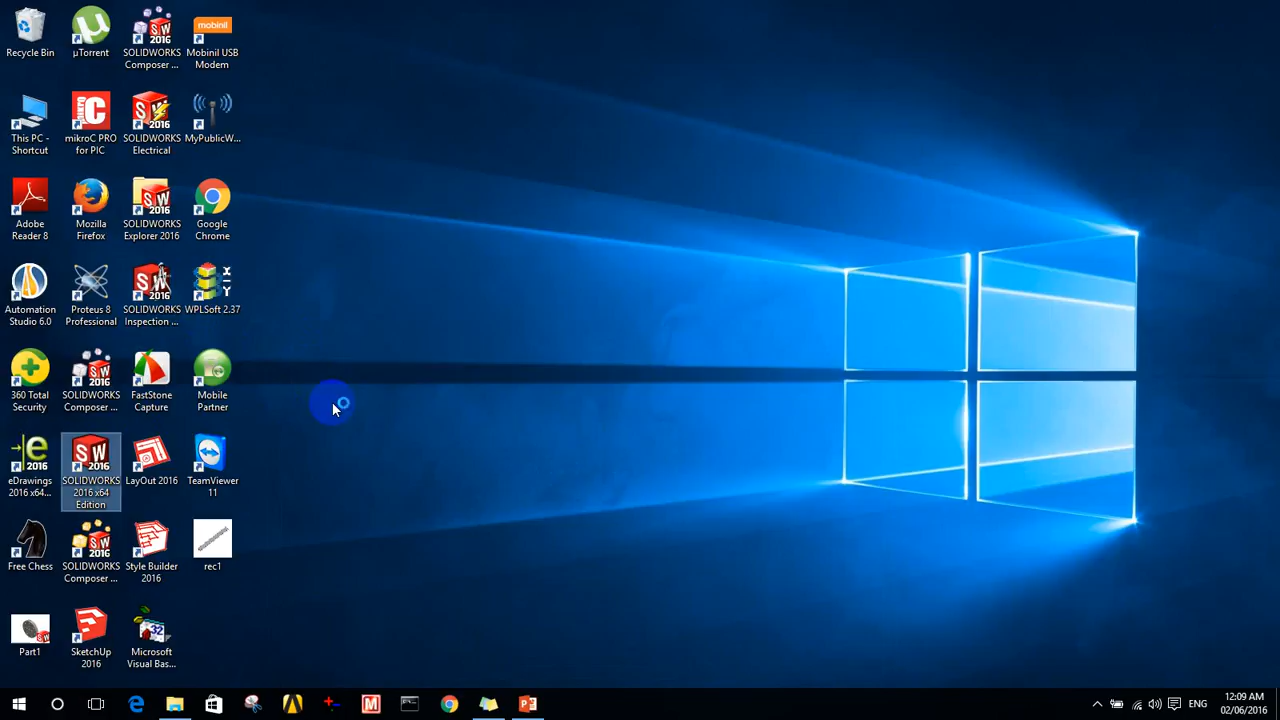 Recycle Bin
µTorrent
SOLIDWORKS
Composer ...
mobinil
Mobinil USB
Modem
This PC -
Shortcut
mikroC PRO
for PIC
SOLIDWORKS
Electrical
MyPublicW...
Adobe
Reader 8
Mozilla
Firefox
SOLIDWORKS
Explorer 2016
Google
Chrome
Automation
Studio 6.0
Proteus 8
Professional
SOLIDWORKS
Inspection ...
WPLSoft 2.37
360 Total
Security
SOLIDWORKS
Composer ...
FastStone
Capture
Mobile
Partner
eDrawings
2016 x64...
SOLIDWORKS
2016 x64
Edition
LayOut 2016
TeamViewer
11
Free Chess
SOLIDWORKS
Composer ...
Style Builder
2016
rec1
Part1
SketchUp
2016
Microsoft
Visual Bas...
ENG
12:09 AM
02/06/2016